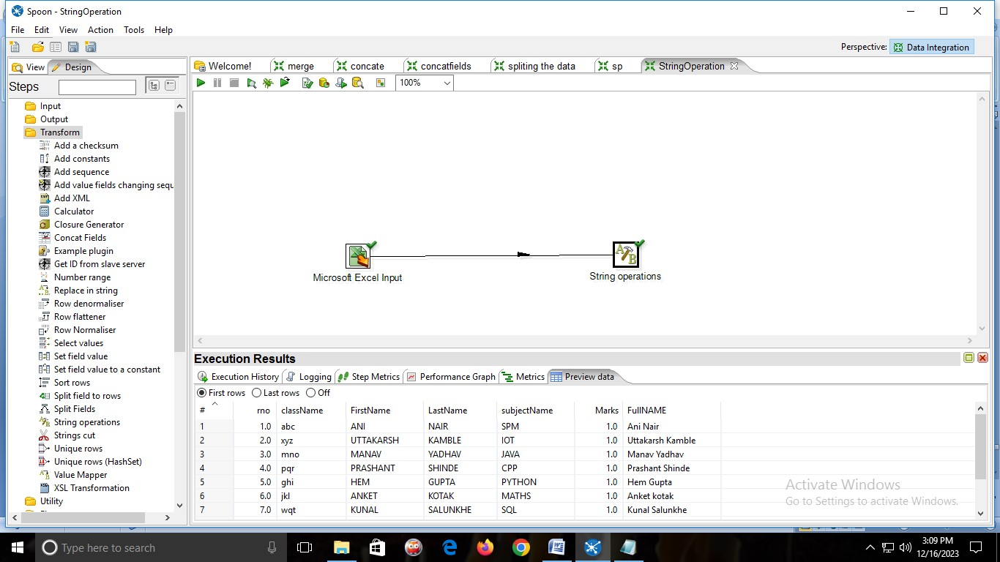 Spoon - StringOperation
File Edit View Action Tools Help
Perspective: Data Integration
View Design
Steps
Input
Output
Transform
Add a checksum
Add constants
Add sequence
Add value fields changing sequ
Add XML
Calculator
Closure Generator
Concat Fields
Example plugin
Get ID from slave server
Number range
Replace in string
Row denormaliser
Row flattener
Row Normaliser
Select values
Set field value
Set field value to a constant
Sort rows
Split field to rows
Split Fields
String operations
Strings cut
Unique rows
Unique rows (HashSet)
Value Mapper
XSL Transformation
Utility
Welcome! merge concate concatfields spliting the data sp StringOperation
100%
Microsoft Excel Input
String operations
Execution Results
Execution History Logging Step Metrics Performance Graph Metrics Preview data
First rows Last rows Off
# rno className FirstName LastName subjectName Marks FullNAME
1 1.0 abc ANI NAIR SPM 1.0 Ani Nair
2 2.0 xyz UTTAKARSH KAMBLE IOT 1.0 Uttakarsh Kamble
3 3.0 mno MANAV YADHAV JAVA 1.0 Manav Yadhav
4 4.0 pqr PRASHANT SHINDE CPP 1.0 Prashant Shinde
5 5.0 ghi HEM GUPTA PYTHON 1.0 Hem Gupta
6 6.0 jkl ANKET KOTAK MATHS 1.0 Anket kotak
7 7.0 wqt KUNAL SALUNKHE SQL 1.0 Kunal Salunkhe
Activate Windows
Go to Settings to activate Windows.
Type here to search
3:09 PM
12/16/2023